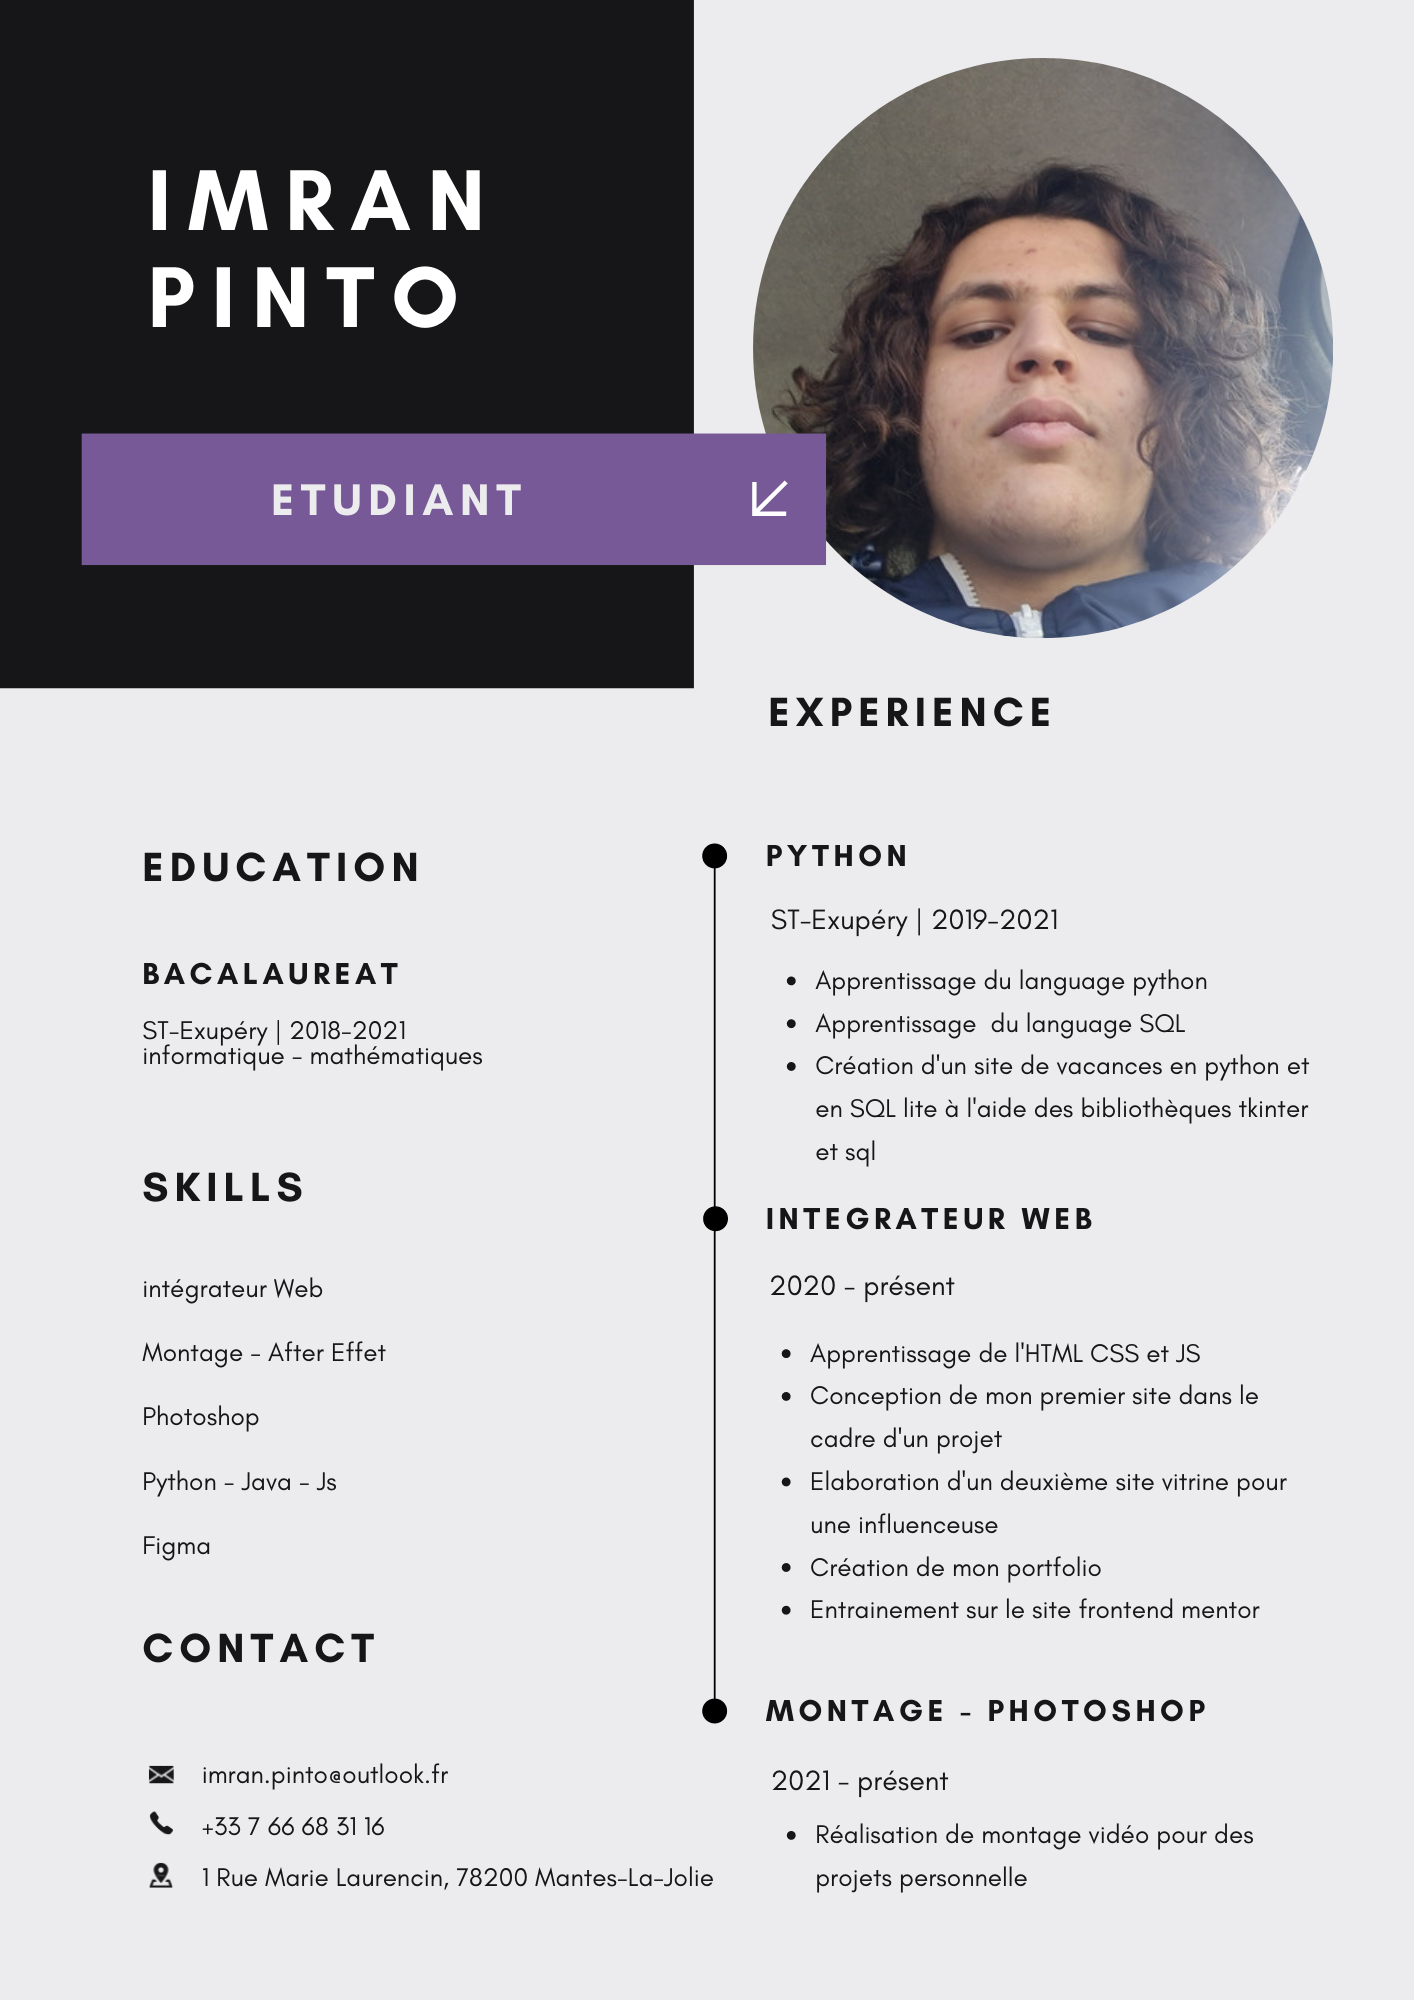 IMRAN
PINTO
ETUDIANT
EDUCATION
BACALAUREAT
ST-Exupéry | 2018-2021
informatique - mathématiques
SKILLS
intégrateur Web
Montage - After Effet
Photoshop
Python - Java - Js
Figma
CONTACT
imran.pinto@outlook.fr
+33 7 66 68 31 16
1 Rue Marie Laurencin, 78200 Mantes-La-Jolie
EXPERIENCE
PYTHON
ST-Exupéry | 2019-2021
• Apprentissage du language python
• Apprentissage  du language SQL
• Création d'un site de vacances en python et
en SQL lite à l'aide des bibliothèques tkinter
et sql
INTEGRATEUR WEB
2020 - présent
• Apprentissage de l'HTML CSS et JS
• Conception de mon premier site dans le
cadre d'un projet
• Elaboration d'un deuxième site vitrine pour
une influenceuse
• Création de mon portfolio
• Entrainement sur le site frontend mentor
MONTAGE - PHOTOSHOP
2021 - présent
• Réalisation de montage vidéo pour des
projets personnelle